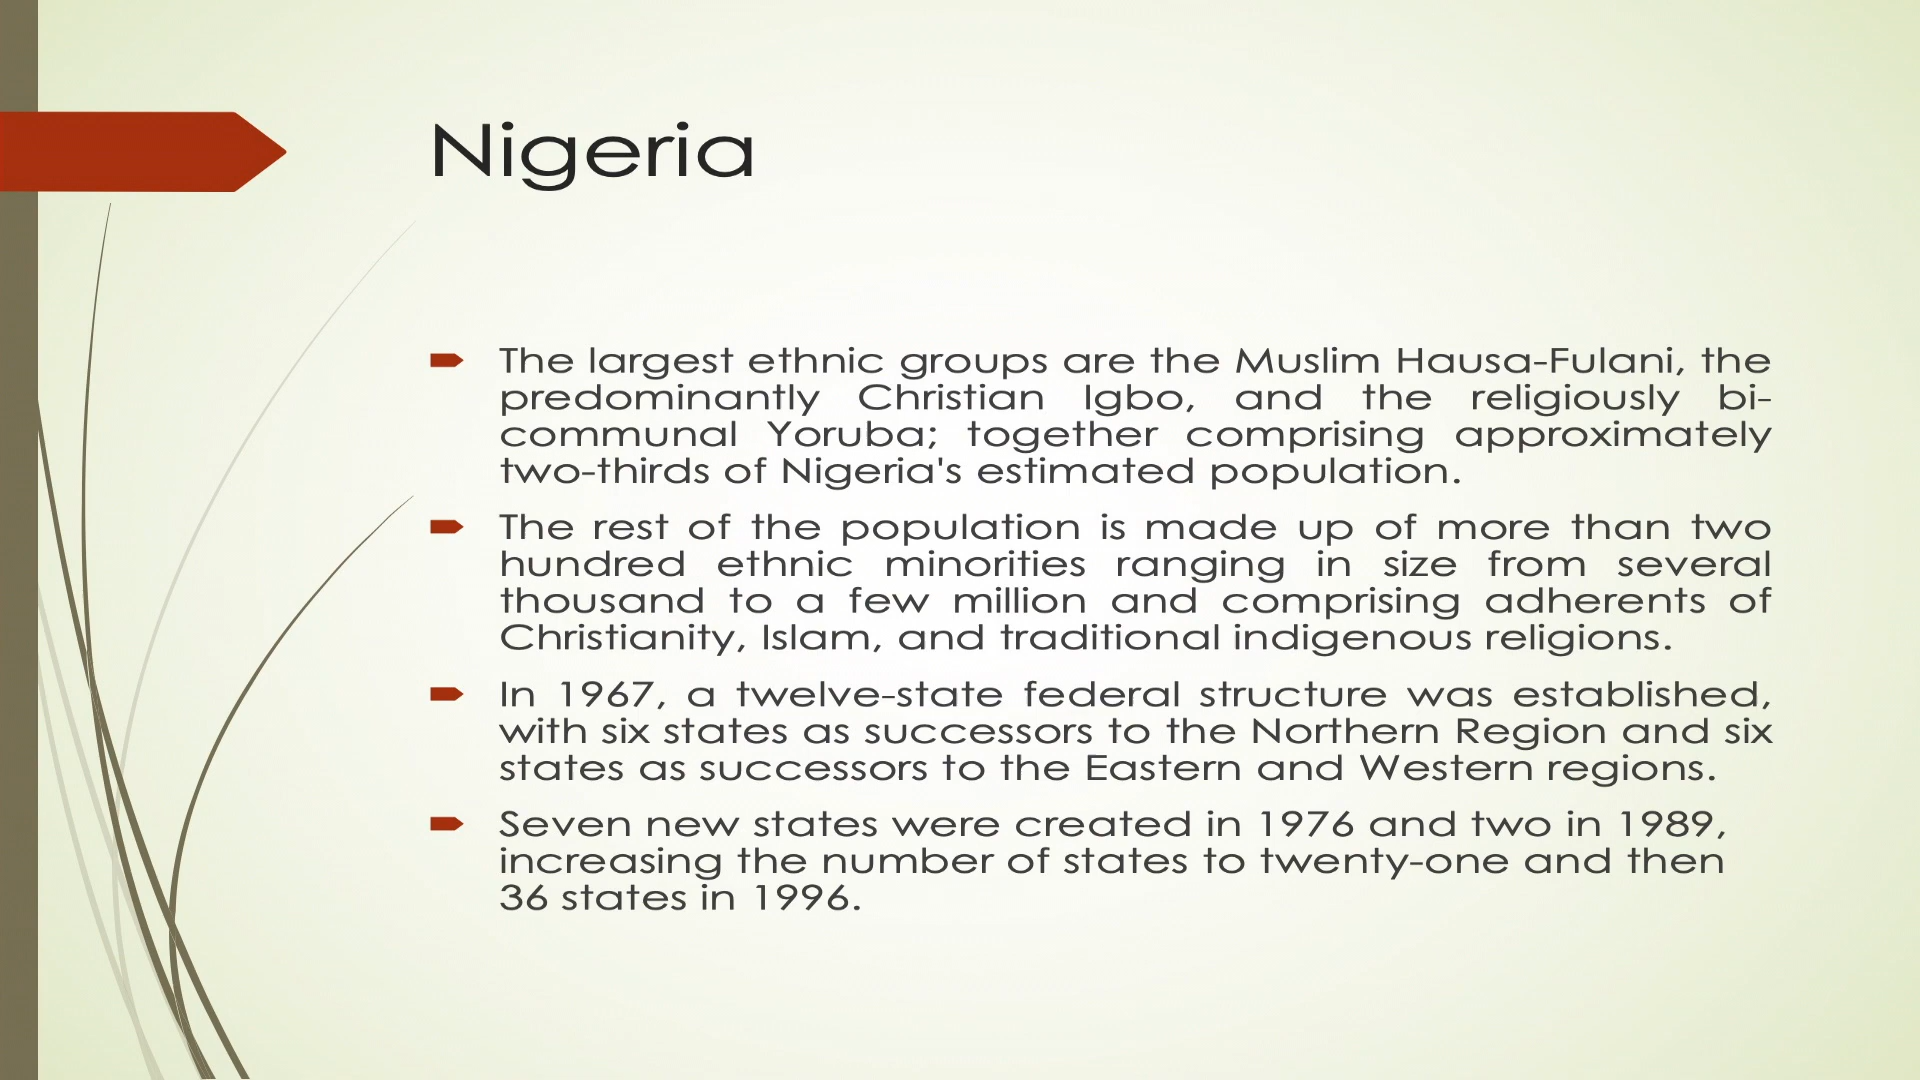 Nigeria
The largest ethnic groups are the Muslim Hausa-Fulani, the
predominantly Christian Igbo, and the religiously bi-
communal Yoruba; together comprising approximately
two-thirds of Nigeria's estimated population.
The rest of the population is made up of more than two
hundred ethnic minorities ranging in size from several
thousand to a few million and comprising adherents of
Christianity, Islam, and traditional indigenous religions.
In 1967, a twelve-state federal structure was established,
with six states as successors to the Northern Region and six
states as successors to the Eastern and Western regions.
Seven new states were created in 1976 and two in 1989,
increasing the number of states to twenty-one and then
36 states in 1996.